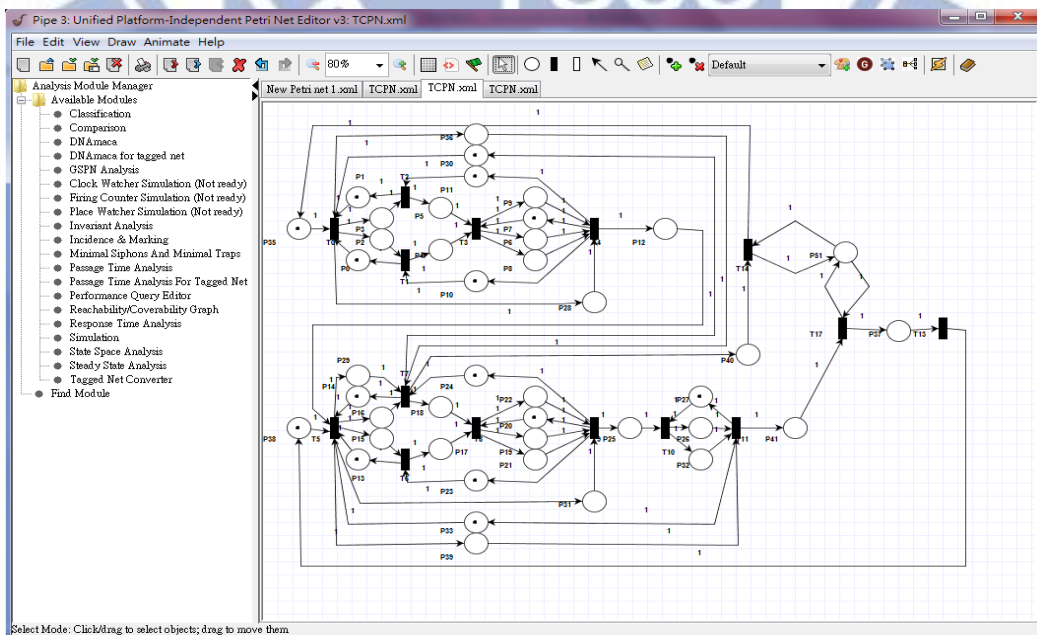 Pipe 3: Unified Platform-Independent Petri Net Editor v3: TCPN.xml
File Edit View Draw Animate Help
80%
Default
Analysis Module Manager
Available Modules
Classification
Comparison
DNAmaca
DNAmaca for tagged net
GSPN Analysis
Clock Watcher Simulation (Not ready)
Firing Counter Simulation (Not ready)
Place Watcher Simulation (Not ready)
Invariant Analysis
Incidence & Marking
Minimal Siphons And Minimal Traps
Passage Time Analysis
Passage Time Analysis For Tagged Net
Performance Query Editor
Reachability/Coverability Graph
Response Time Analysis
Simulation
State Space Analysis
Steady State Analysis
Tagged Net Converter
Find Module
New Petri net 1.xml TCPN.xml TCPN.xml TCPN.xml
P36
P30
P1 T2 P11
P9
P5
P3
P2
P7
P6
P35 T0 T3 P12
P0 T1 P8
P10
P28
T14 P51
T17 P37 T13
P40
P29 T7
P14 P24
P16 P18 P22 P27
P20
P38 T5 P15 P25 P26 P41
P17 P19 T10
P13 T6 P21 P32
P23
P31
P33
P39
Select Mode: Click/drag to select objects; drag to move them